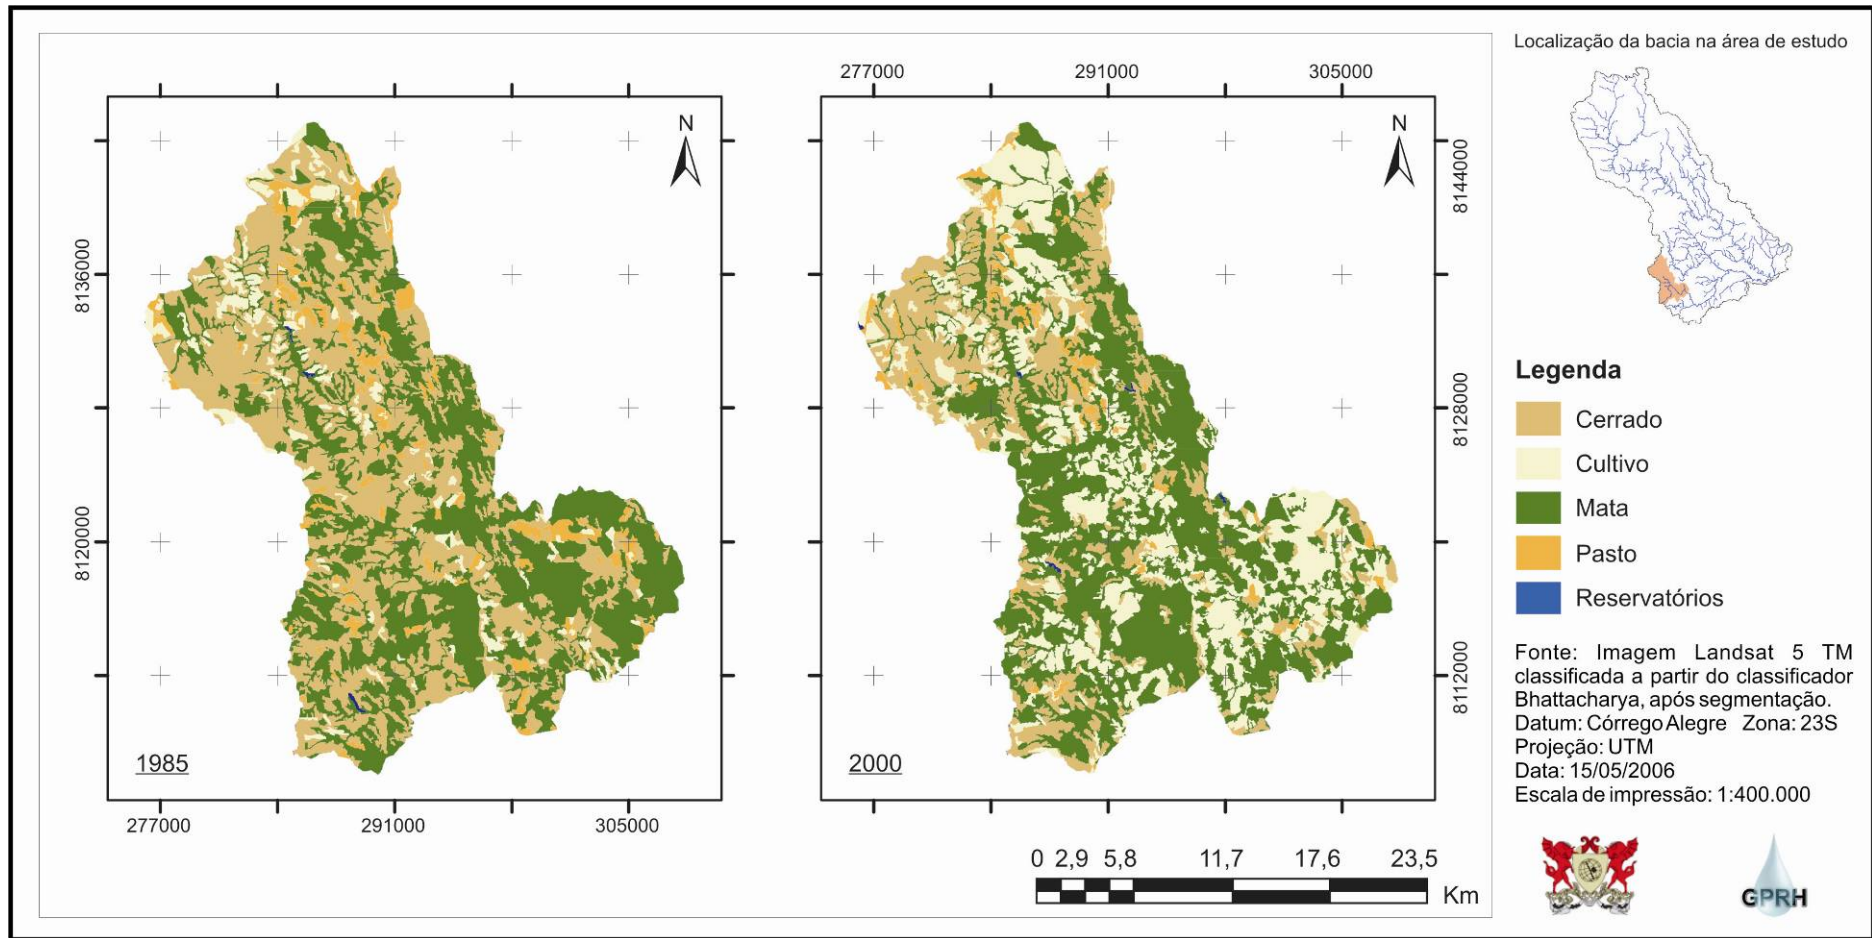 277000 291000 305000
N
8136000
8120000
1985
277000 291000 305000
N
8144000
8128000
8112000
2000
0 2,9 5,8 11,7 17,6 23,5
Km
Localização da bacia na área de estudo
Legenda
Cerrado
Cultivo
Mata
Pasto
Reservatórios
Fonte: Imagem Landsat 5 TM
classificada a partir do classificador
Bhattacharya, após segmentação.
Datum: Córrego Alegre Zona: 23S
Projeção: UTM
Data: 15/05/2006
Escala de impressão: 1:400.000
GPRH